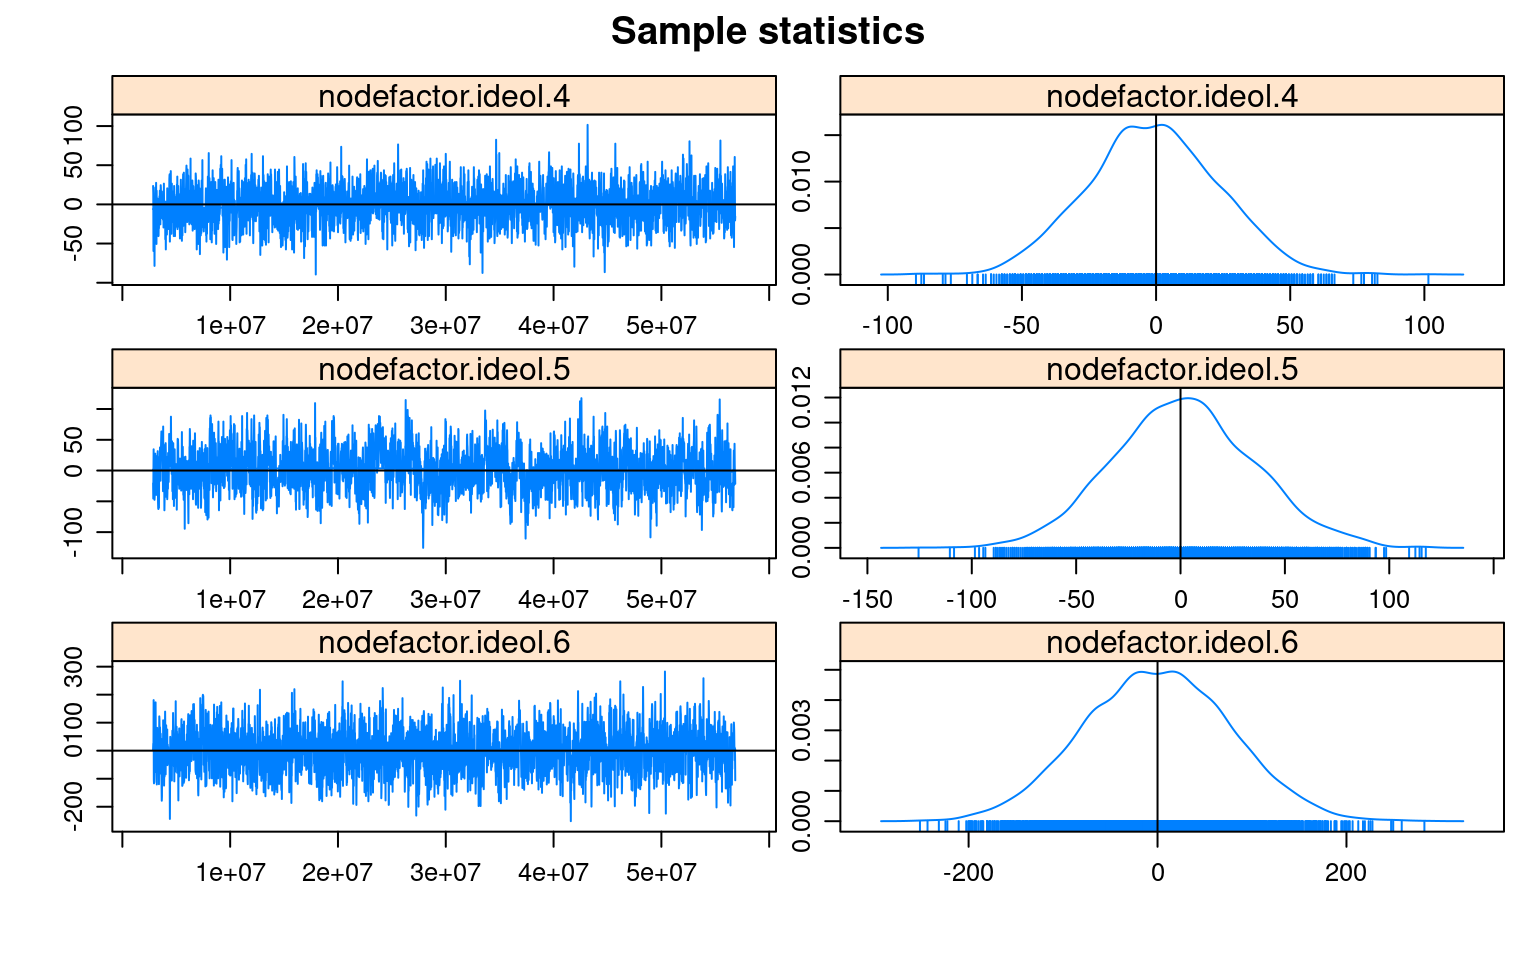 Sample statistics
nodefactor.ideol.4
nodefactor.ideol.4
-50 0 50 100
0.000 0.010
1e+07 2e+07 3e+07 4e+07 5e+07
-100 -50 0 50 100
nodefactor.ideol.5
nodefactor.ideol.5
-100 0 50
0.000 0.006 0.012
1e+07 2e+07 3e+07 4e+07 5e+07
-150 -100 -50 0 50 100
nodefactor.ideol.6
nodefactor.ideol.6
-200 0 100 300
0.000 0.003
1e+07 2e+07 3e+07 4e+07 5e+07
-200 0 200